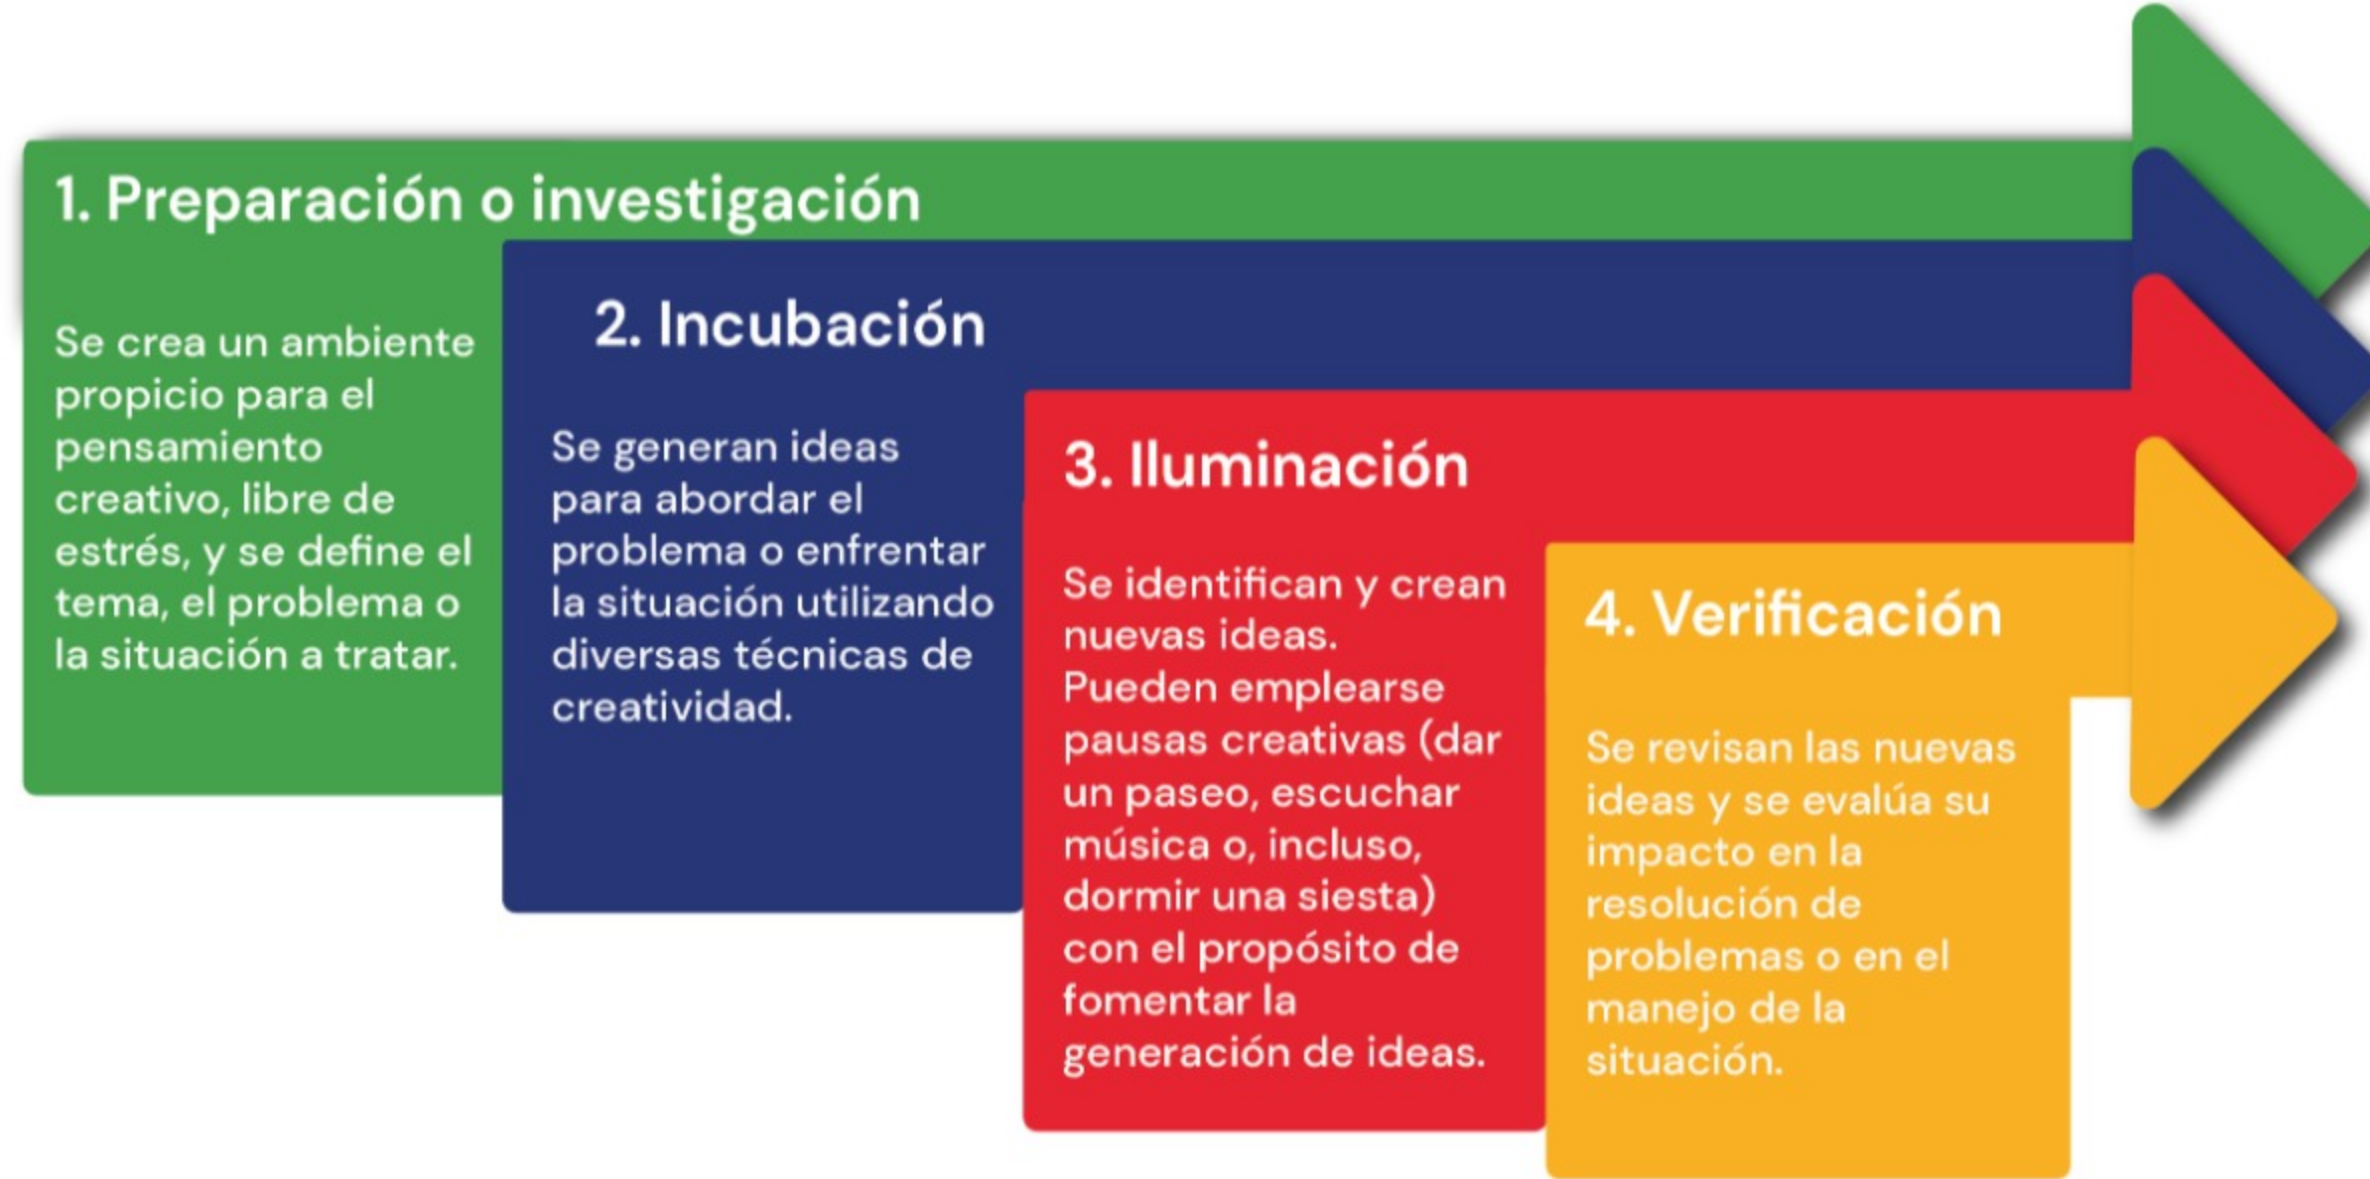 1. Preparación o investigación
Se crea un ambiente
propicio para el
pensamiento
creativo, libre de
estrés, y se define el
tema, el problema o
la situación a tratar.
2. Incubación
Se generan ideas
para abordar el
problema o enfrentar
la situación utilizando
diversas técnicas de
creatividad.
3. Iluminación
Se identifican y crean
nuevas ideas.
Pueden emplearse
pausas creativas (dar
un paseo, escuchar
música o, incluso,
dormir una siesta)
con el propósito de
fomentar la
generación de ideas.
4. Verificación
Se revisan las nuevas
ideas y se evalúa su
impacto en la
resolución de
problemas o en el
manejo de la
situación.